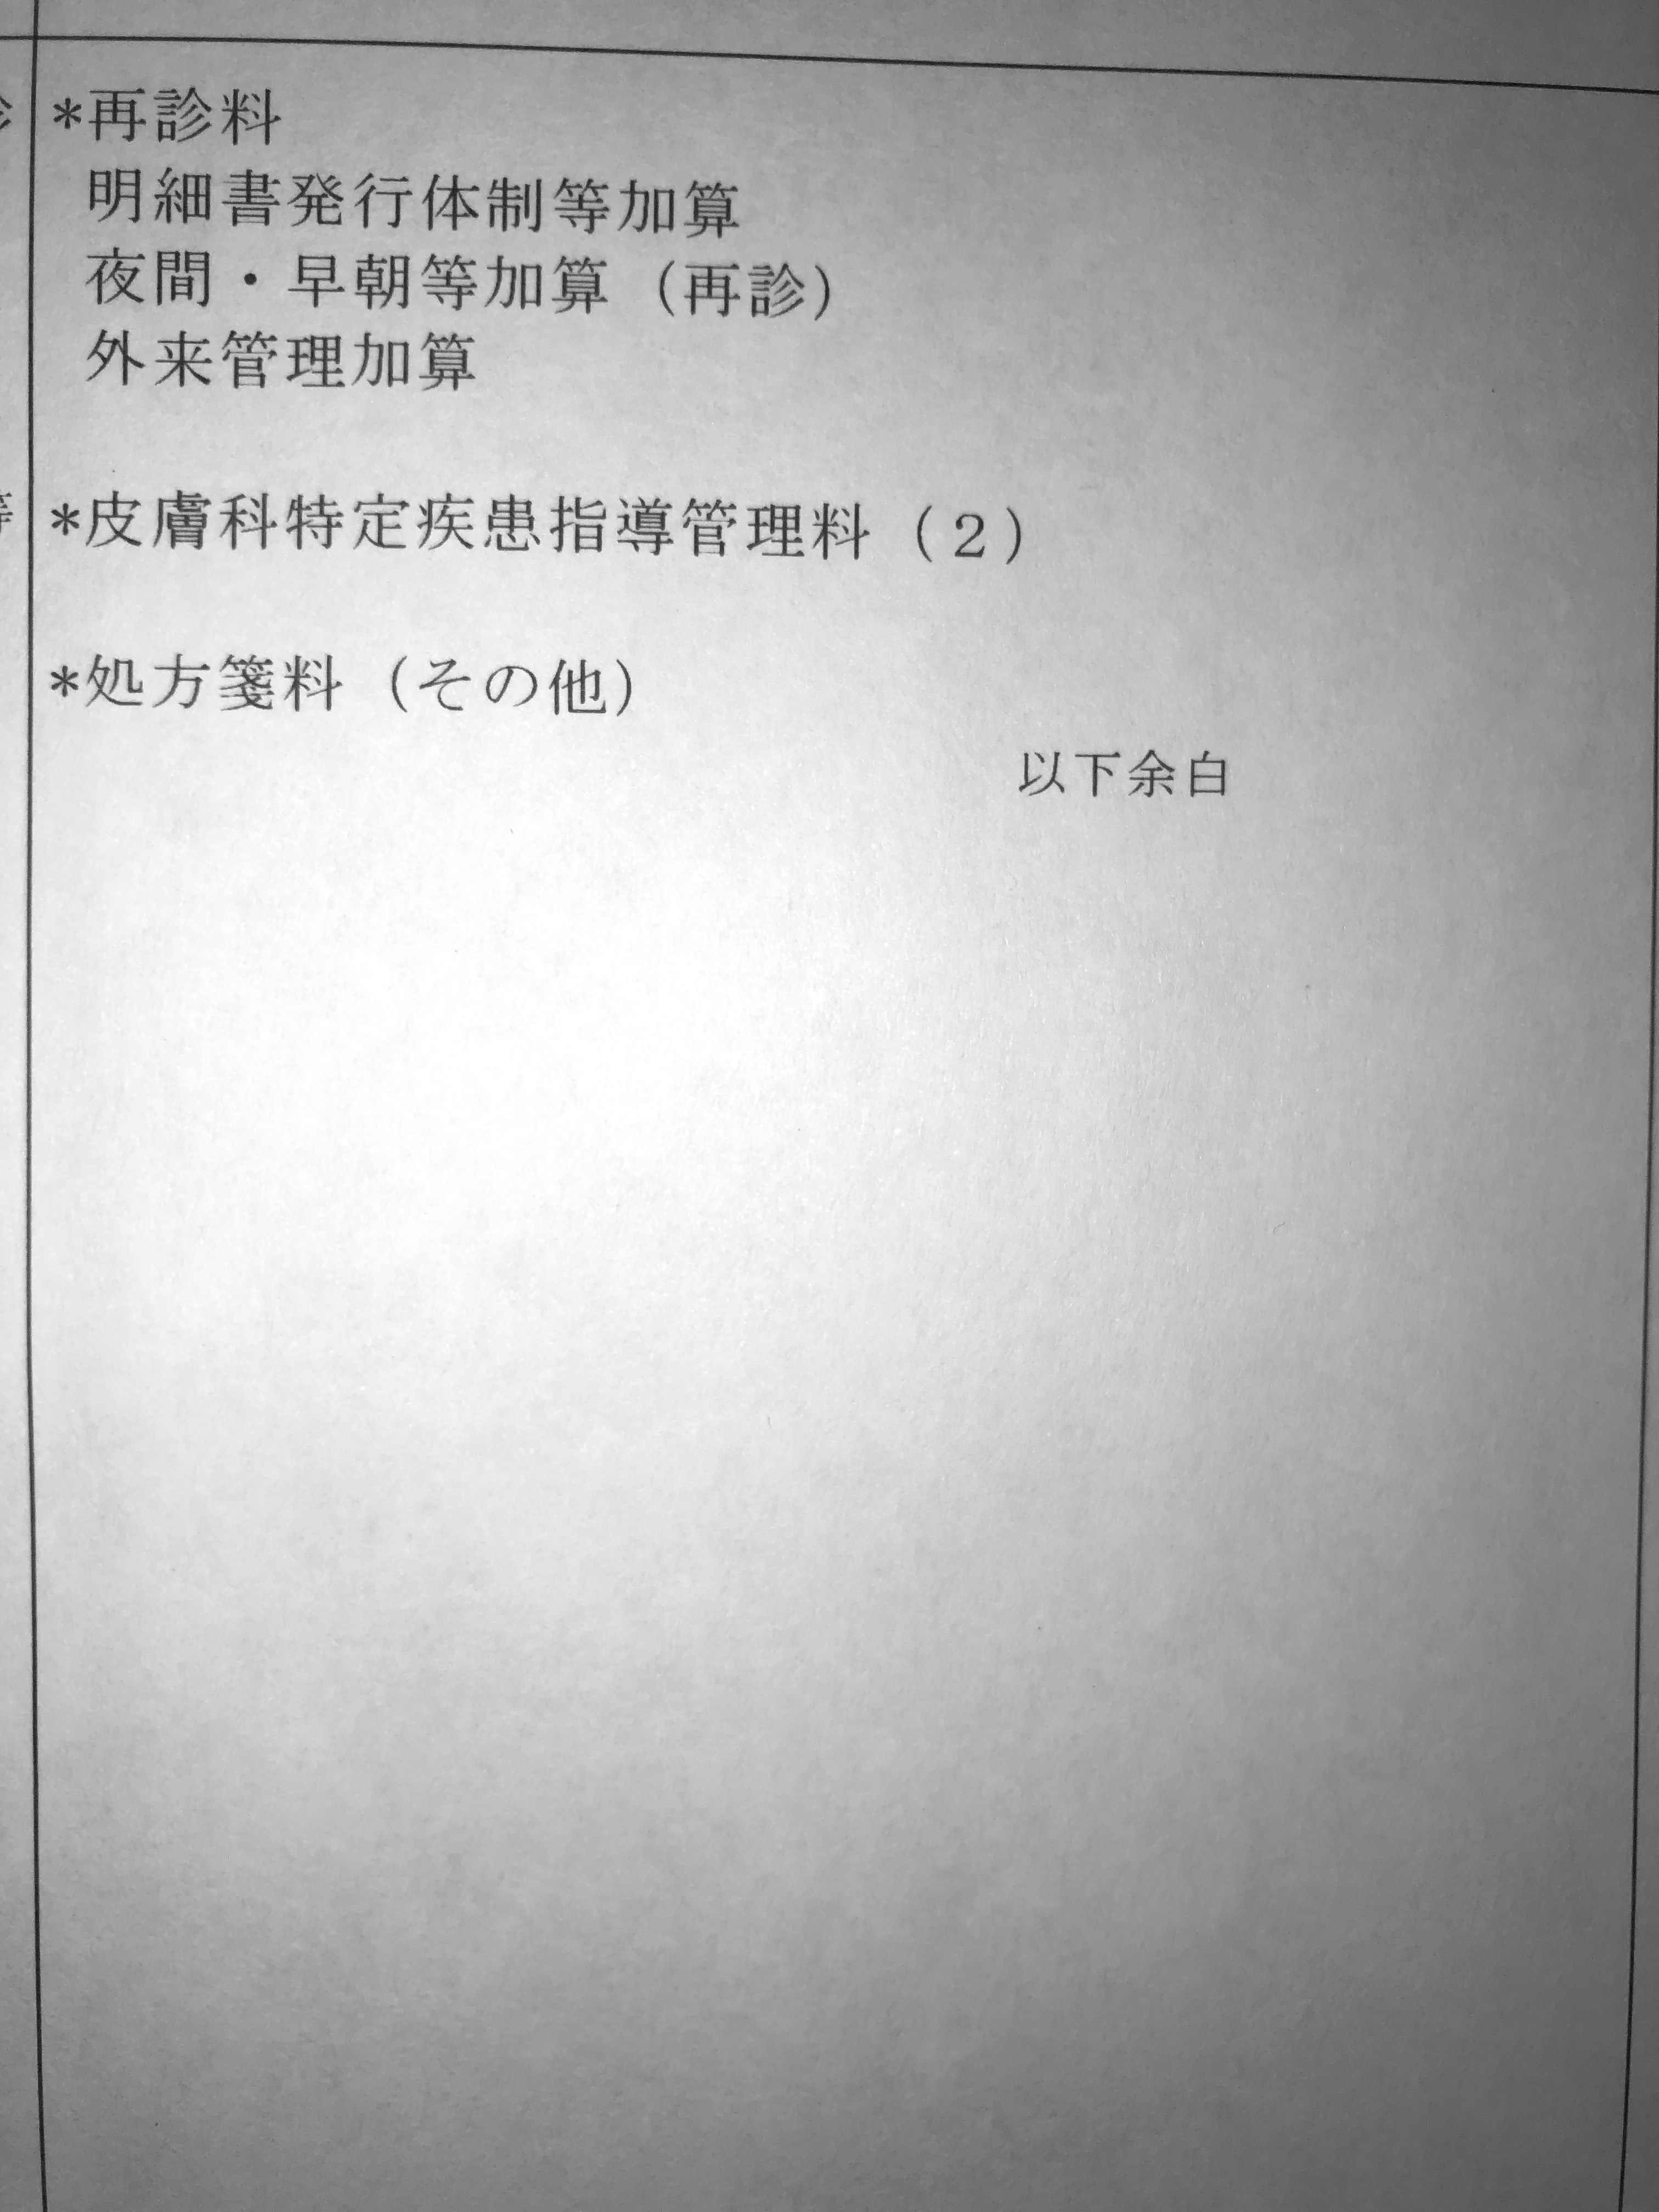 診 *再診料
明細書発行体制等加算
夜間・早朝等加算（再診）
外来管理加算
等 *皮膚科特定疾患指導管理料（２）
*処方箋料（その他）
以下余白